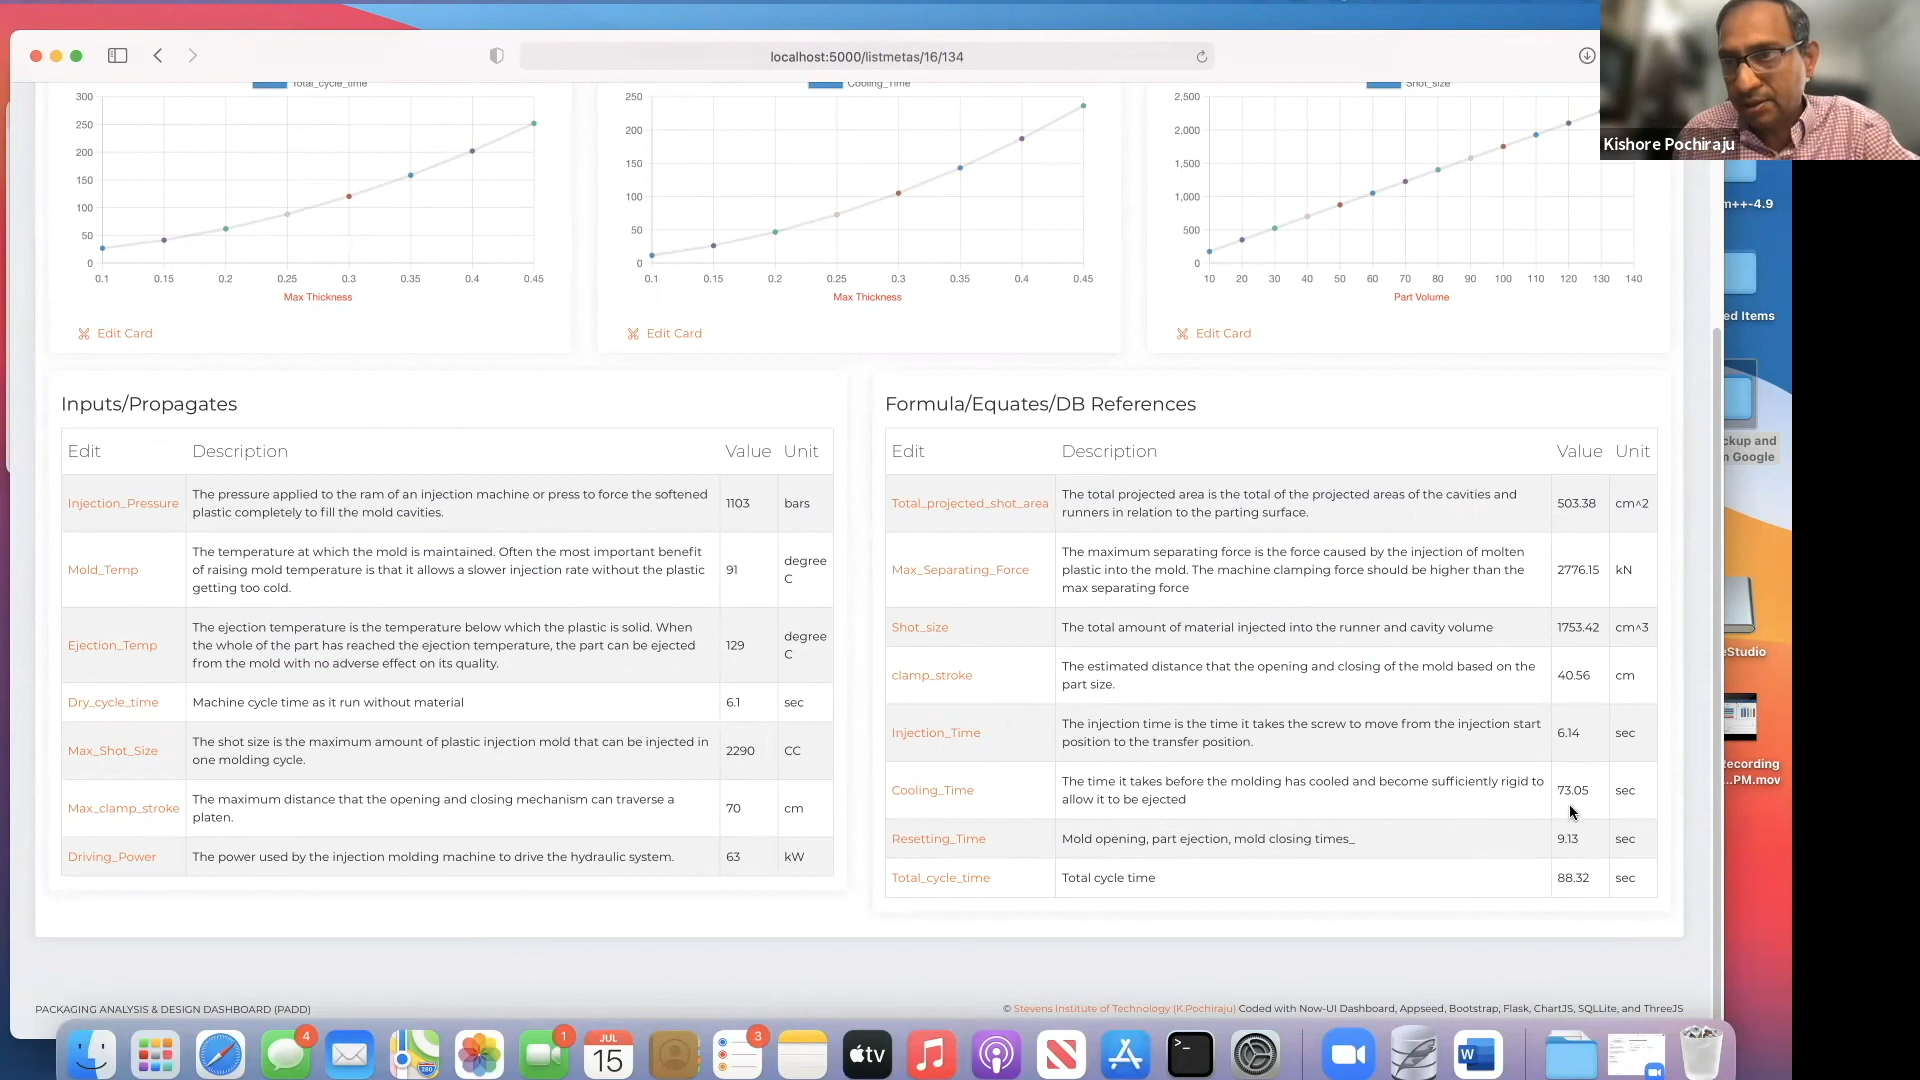 localhost:5000/listmetas/16/134
Kishore Pochiraju
Total_cycle_time
Cooling_Time
Shot_size
300
250
200
150
100
50
0
0.1 0.15 0.2 0.25 0.3 0.35 0.4 0.45
Max Thickness
Edit Card
250
200
150
100
50
0
0.1 0.15 0.2 0.25 0.3 0.35 0.4 0.45
Max Thickness
Edit Card
2,500
2,000
1,500
1,000
500
0
10 20 30 40 50 60 70 80 90 100 110 120 130 140
Part Volume
Edit Card
Inputs/Propagates
Edit Description Value Unit
Injection_Pressure The pressure applied to the ram of an injection machine or press to force the softened
plastic completely to fill the mold cavities. 1103 bars
Mold_Temp The temperature at which the mold is maintained. Often the most important benefit
of raising mold temperature is that it allows a slower injection rate without the plastic
getting too cold. 91 degree
C
Ejection_Temp The ejection temperature is the temperature below which the plastic is solid. When
the whole of the part has reached the ejection temperature, the part can be ejected
from the mold with no adverse effect on its quality. 129 degree
C
Dry_cycle_time Machine cycle time as it run without material 6.1 sec
Max_Shot_Size The shot size is the maximum amount of plastic injection mold that can be injected in
one molding cycle. 2290 CC
Max_clamp_stroke The maximum distance that the opening and closing mechanism can traverse a
platen. 70 cm
Driving_Power The power used by the injection molding machine to drive the hydraulic system. 63 kW
Formula/Equates/DB References
Edit Description Value Unit
Total_projected_shot_area The total projected area is the total of the projected areas of the cavities and
runners in relation to the parting surface. 503.38 cm^2
Max_Separating_Force The maximum separating force is the force caused by the injection of molten
plastic into the mold. The machine clamping force should be higher than the
max separating force 2776.15 kN
Shot_size The total amount of material injected into the runner and cavity volume 1753.42 cm^3
clamp_stroke The estimated distance that the opening and closing of the mold based on the
part size. 40.56 cm
Injection_Time The injection time is the time it takes the screw to move from the injection start
position to the transfer position. 6.14 sec
Cooling_Time The time it takes before the molding has cooled and become sufficiently rigid to
allow it to be ejected 73.05 sec
Resetting_Time Mold opening, part ejection, mold closing times_ 9.13 sec
Total_cycle_time Total cycle time 88.32 sec
PACKAGING ANALYSIS & DESIGN DASHBOARD (PADD)
© Stevens Institute of Technology (K.Pochiraju) Coded with Now-UI Dashboard, Appseed, Bootstrap, Flask, ChartJS, SQLLite, and ThreeJS
m++-4.9
ed Items
ckup and
m Google
eStudio
ecording
...PM.mov
4
1
JUL
15
3
tv
280
>_
W